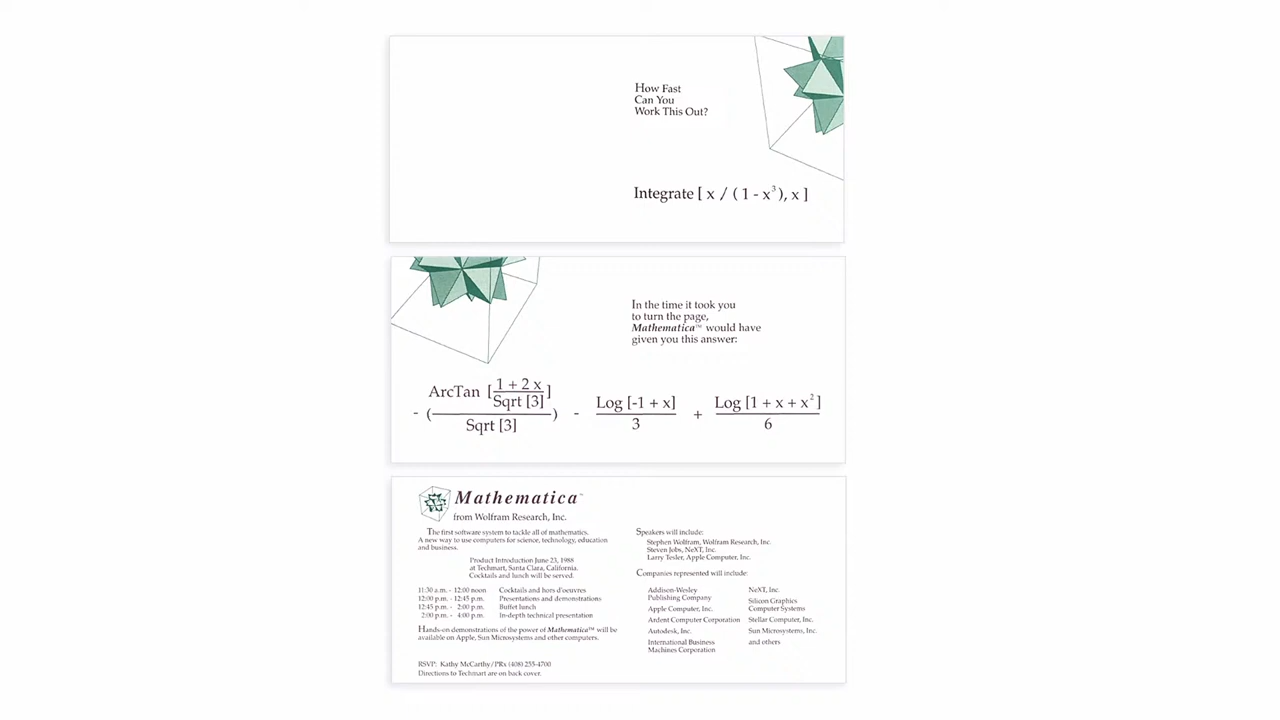 How Fast
Can You
Work This Out?
Integrate [ x / ( 1 - x³ ), x ]
In the time it took you
to turn the page,
Mathematica™ would have
given you this answer:
- ( ArcTan [ 1 + 2 x / Sqrt [3] ] / Sqrt [3] ) - Log [-1 + x] / 3 + Log [1 + x + x²] / 6
Mathematica™
from Wolfram Research, Inc.
The first software system to tackle all of mathematics.
A new way to use computers for science, technology, education
and business.
Product Introduction June 23, 1988
at Techmart, Santa Clara, California.
Cocktails and lunch will be served.
11:30 a.m. - 12:00 noon Cocktails and hors d'oeuvres
12:00 p.m. - 12:45 p.m. Presentations and demonstrations
12:45 p.m. - 2:00 p.m. Buffet lunch
2:00 p.m. - 4:00 p.m. In-depth technical presentation
Hands-on demonstrations of the power of Mathematica™ will be
available on Apple, Sun Microsystems and other computers.
RSVP: Kathy McCarthy/PRx (408) 255-4700
Directions to Techmart are on back cover.
Speakers will include:
Stephen Wolfram, Wolfram Research, Inc.
Steven Jobs, NeXT, Inc.
Larry Tesler, Apple Computer, Inc.
Companies represented will include:
Addison-Wesley
Publishing Company
Apple Computer, Inc.
Ardent Computer Corporation
Autodesk, Inc.
International Business
Machines Corporation
NeXT, Inc.
Silicon Graphics
Computer Systems
Stellar Computer, Inc.
Sun Microsystems, Inc.
and others